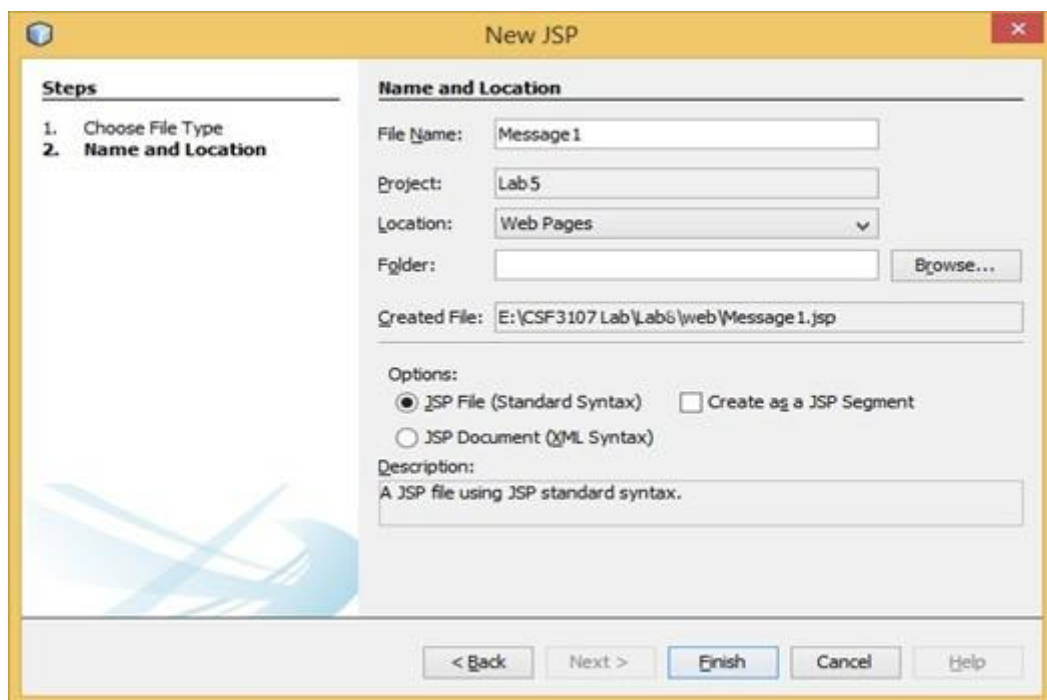 New JSP
Steps
1. Choose File Type
2. Name and Location
Name and Location
File Name: Message1
Project: Lab5
Location: Web Pages
Folder:
Browse...
Created File: E:\CSF3107 Lab\Lab6\web\Message1.jsp
Options:
JSP File (Standard Syntax)
Create as a JSP Segment
JSP Document (XML Syntax)
Description:
A JSP file using JSP standard syntax.
< Back
Next >
Finish
Cancel
Help